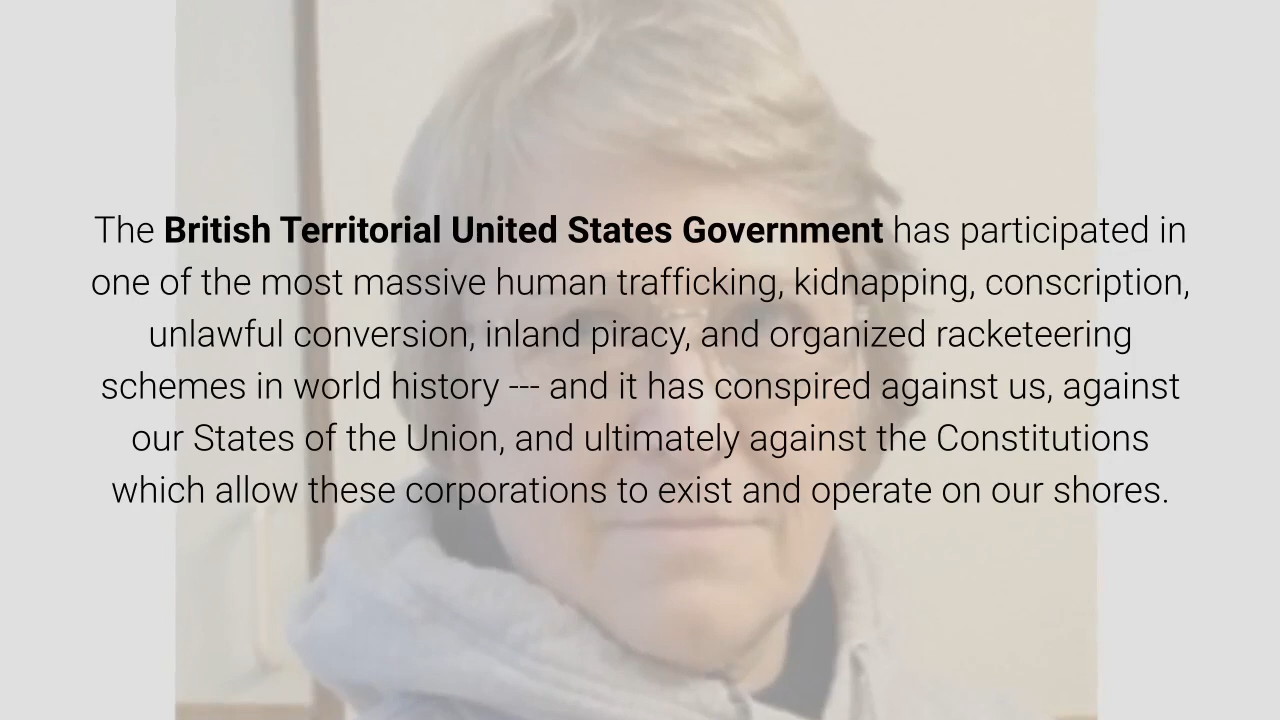 The British Territorial United States Government has participated in
one of the most massive human trafficking, kidnapping, conscription,
unlawful conversion, inland piracy, and organized racketeering
schemes in world history --- and it has conspired against us, against
our States of the Union, and ultimately against the Constitutions
which allow these corporations to exist and operate on our shores.